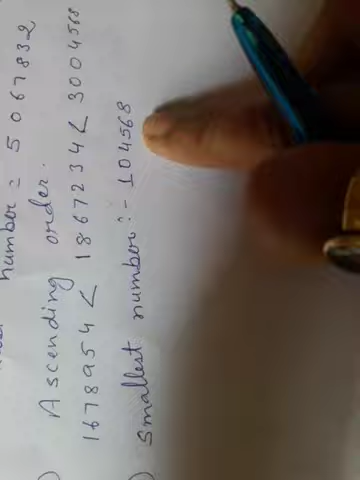 number = 5067832
Ascending order.
1678954 < 1867234 < 3004568
Smallest number :- 104568